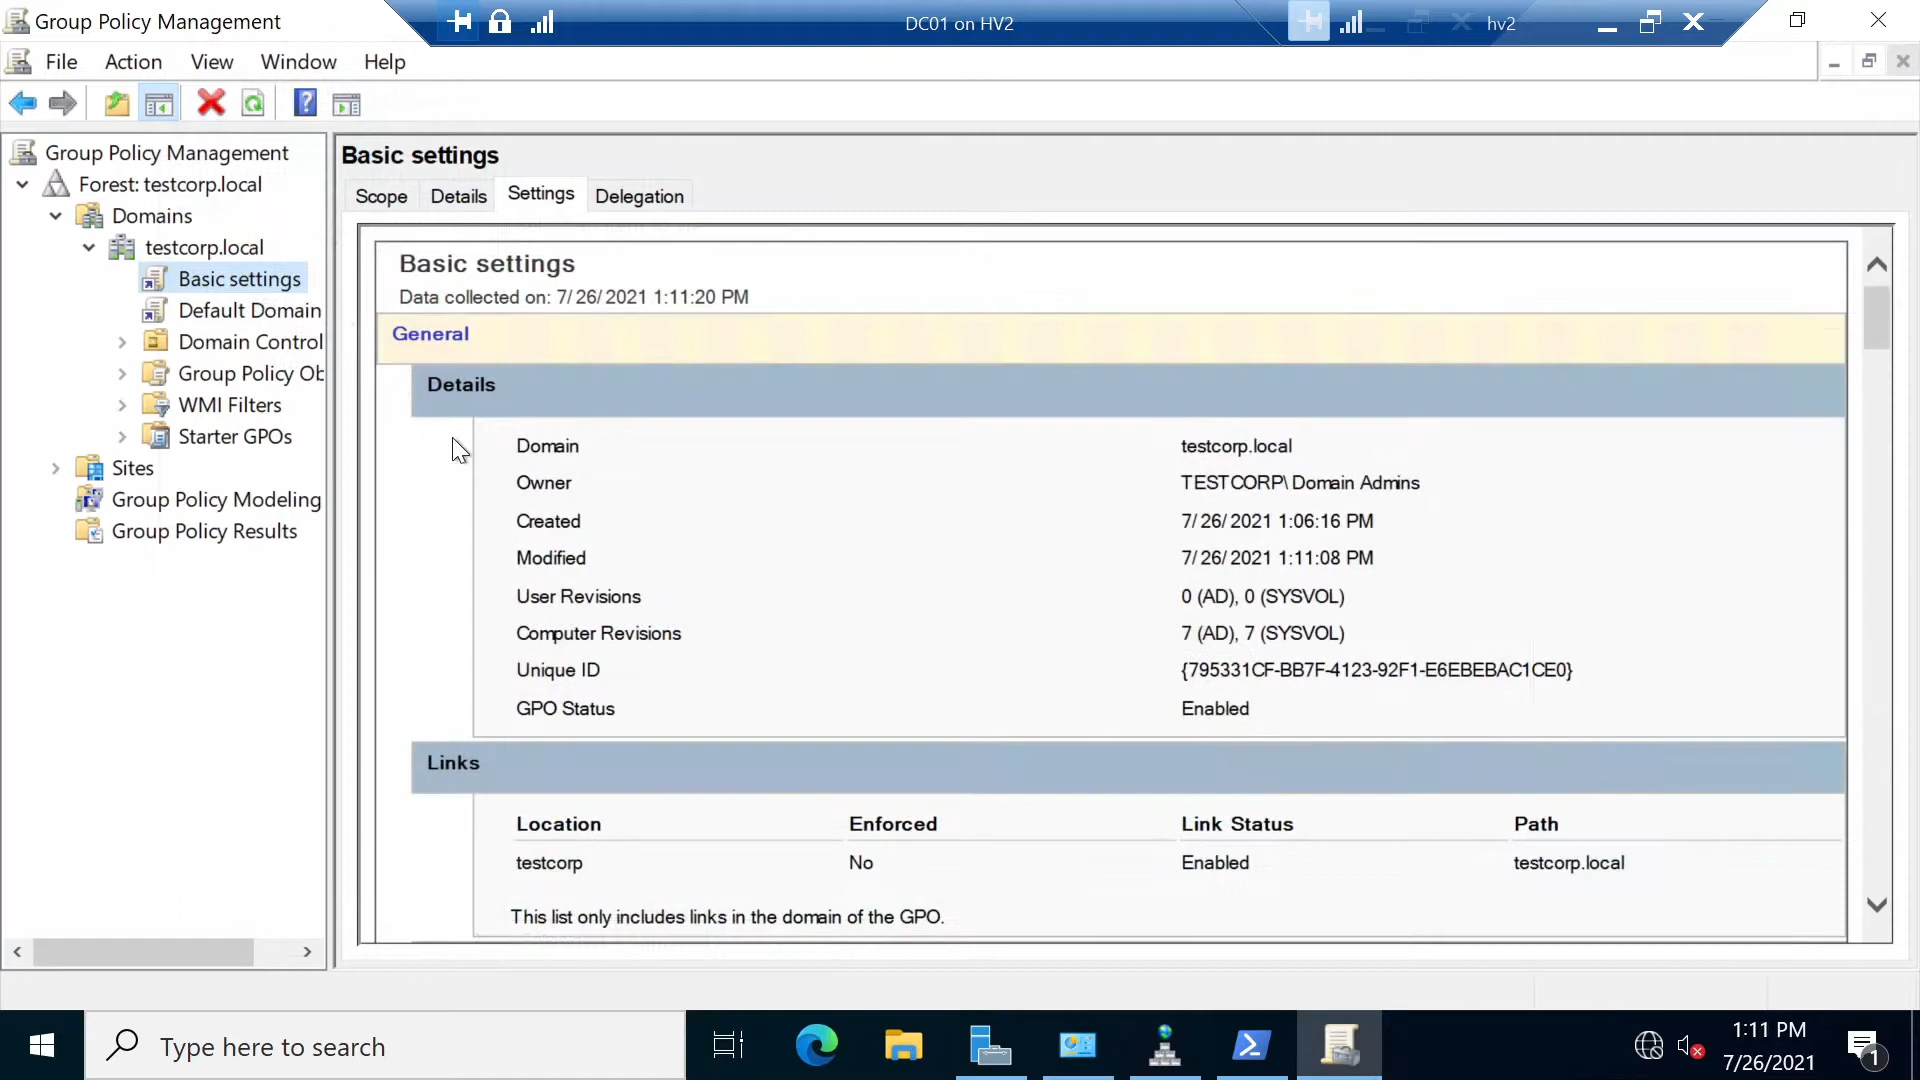 Group Policy Management
DC01 on HV2
hv2
File Action View Window Help
Group Policy Management
Forest: testcorp.local
Domains
testcorp.local
Basic settings
Default Domain
Domain Control
Group Policy Ob
WMI Filters
Starter GPOs
Sites
Group Policy Modeling
Group Policy Results
Basic settings
Scope Details Settings Delegation
Basic settings
Data collected on: 7/26/2021 1:11:20 PM
General
Details
Domain testcorp.local
Owner TESTCORP\Domain Admins
Created 7/26/2021 1:06:16 PM
Modified 7/26/2021 1:11:08 PM
User Revisions 0 (AD), 0 (SYSVOL)
Computer Revisions 7 (AD), 7 (SYSVOL)
Unique ID {795331CF-BB7F-4123-92F1-E6EBEBAC1CE0}
GPO Status Enabled
Links
Location Enforced Link Status Path
testcorp No Enabled testcorp.local
This list only includes links in the domain of the GPO.
Type here to search
1:11 PM
7/26/2021
1